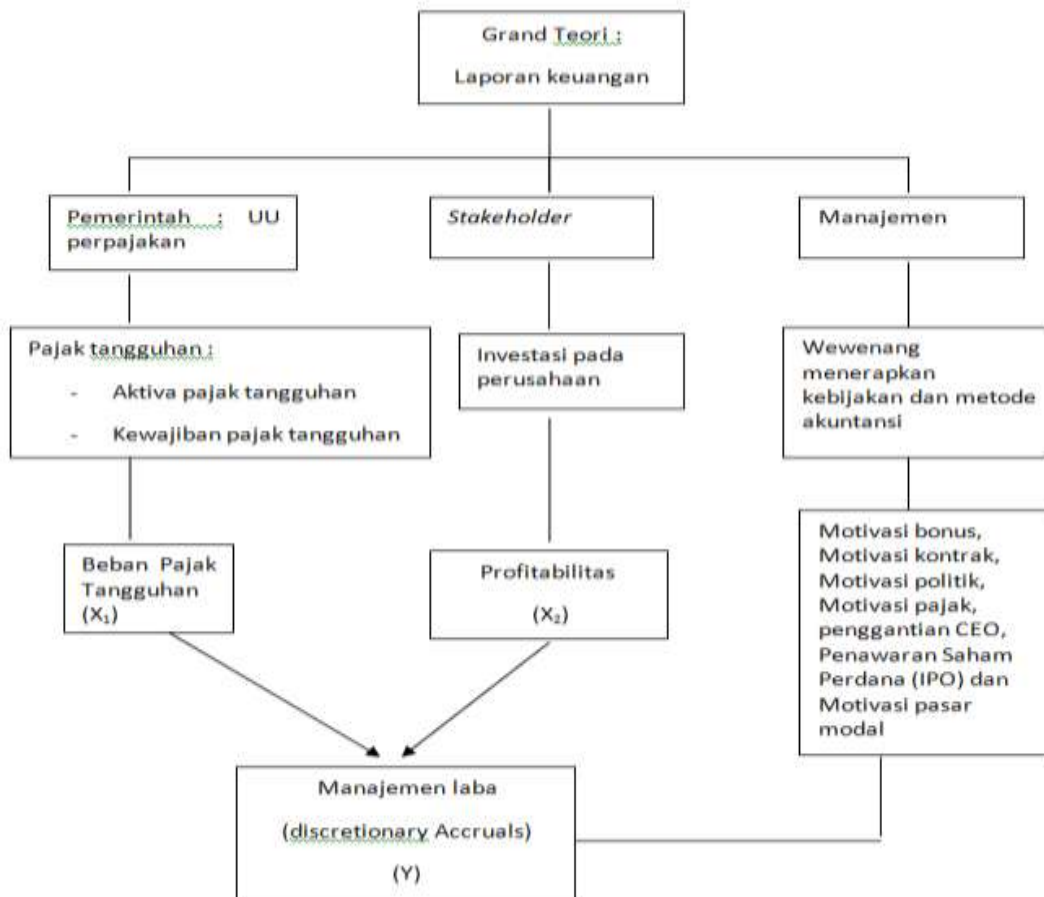 Grand Teori :
Laporan keuangan
Pemerintah : UU
perpajakan
Stakeholder
Manajemen
Pajak tangguhan :
- Aktiva pajak tangguhan
- Kewajiban pajak tangguhan
Investasi pada
perusahaan
Wewenang
menerapkan
kebijakan dan metode
akuntansi
Beban Pajak
Tangguhan
(X₁)
Profitabilitas
(X₂)
Motivasi bonus,
Motivasi kontrak,
Motivasi politik,
Motivasi pajak,
penggantian CEO,
Penawaran Saham
Perdana (IPO) dan
Motivasi pasar
modal
Manajemen laba
(discretionary Accruals)
(Y)